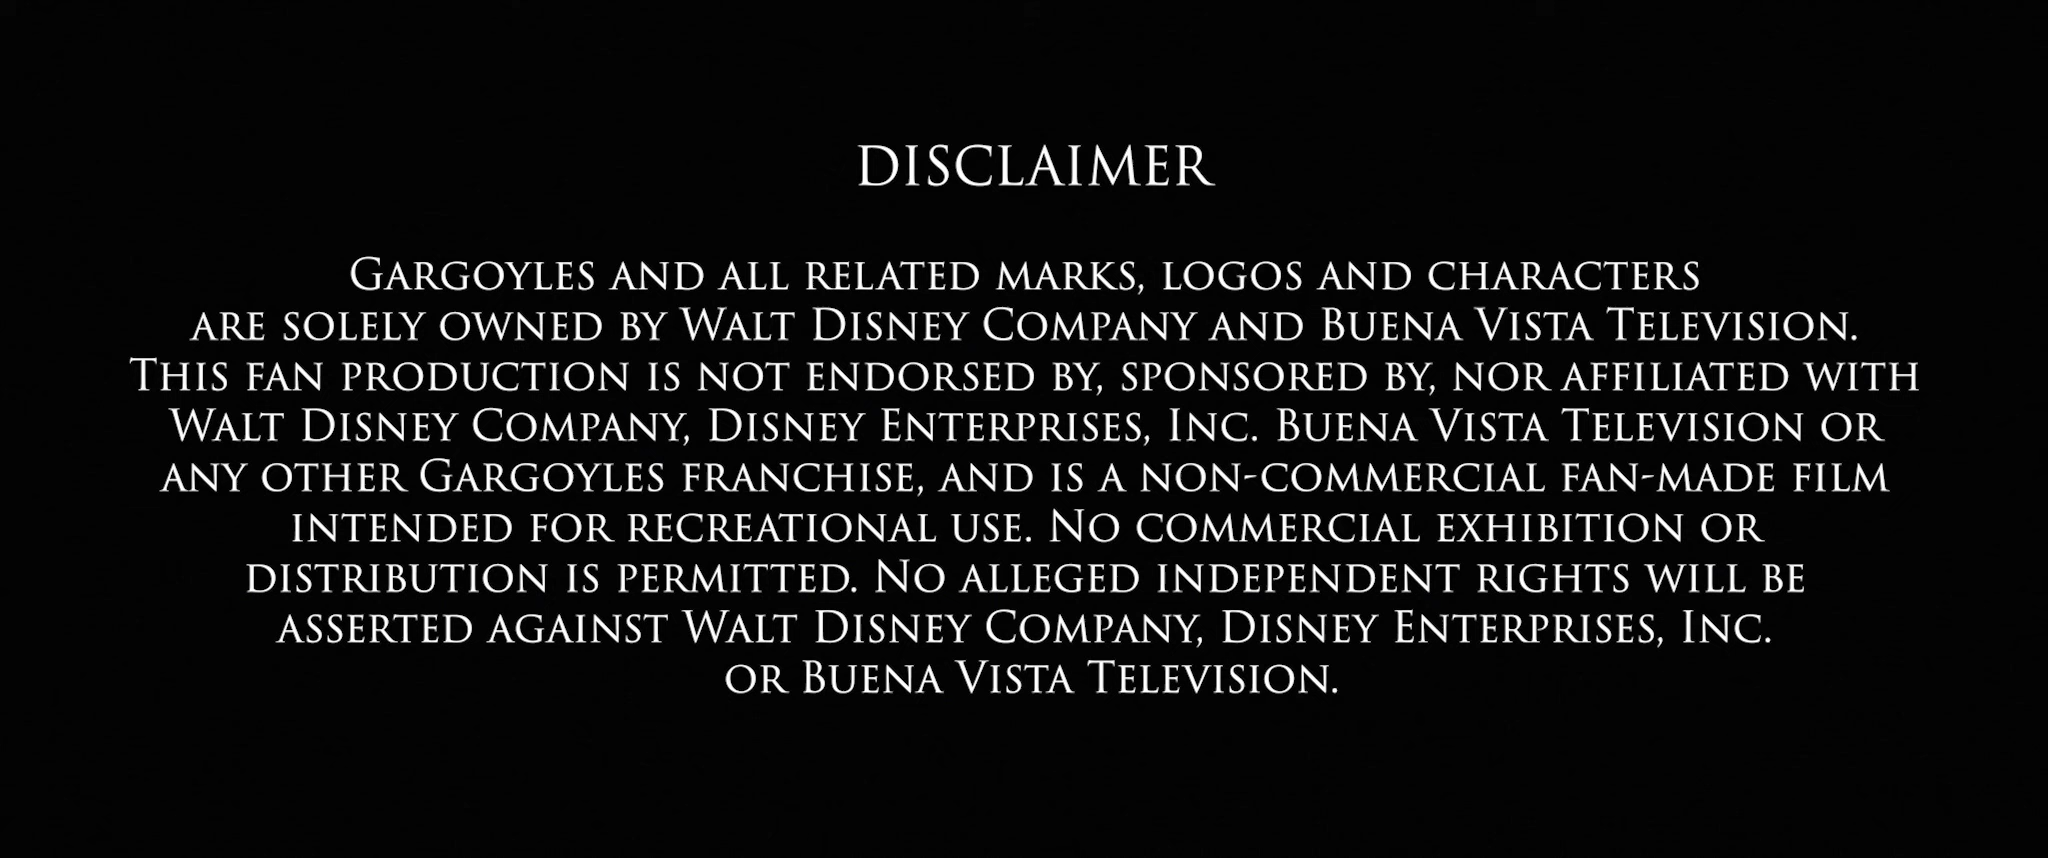 DISCLAIMER
Gargoyles and all related marks, logos and characters
are solely owned by Walt Disney Company and Buena Vista Television.
This fan production is not endorsed by, sponsored by, nor affiliated with
Walt Disney Company, Disney Enterprises, Inc. Buena Vista Television or
any other Gargoyles franchise, and is a non-commercial fan-made film
intended for recreational use. No commercial exhibition or
distribution is permitted. No alleged independent rights will be
asserted against Walt Disney Company, Disney Enterprises, Inc.
or Buena Vista Television.